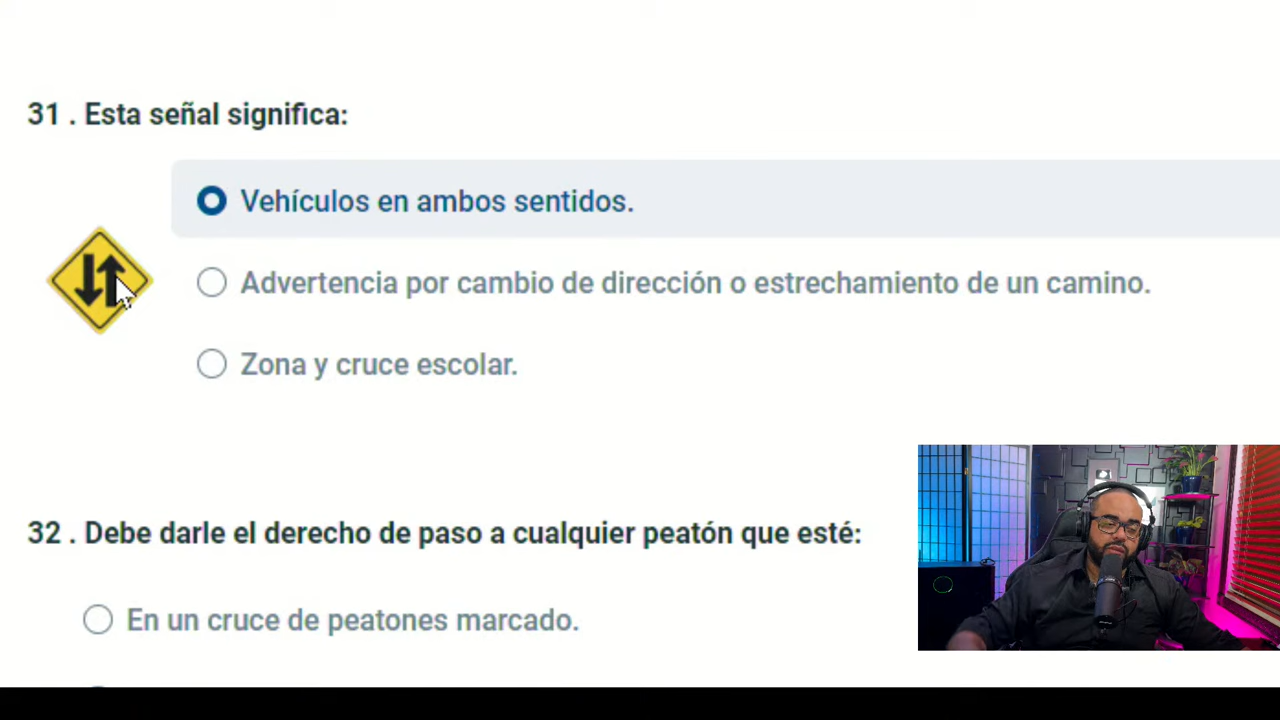 31 . Esta señal significa:
Vehículos en ambos sentidos.
Advertencia por cambio de dirección o estrechamiento de un camino.
Zona y cruce escolar.
32 . Debe darle el derecho de paso a cualquier peatón que esté:
En un cruce de peatones marcado.